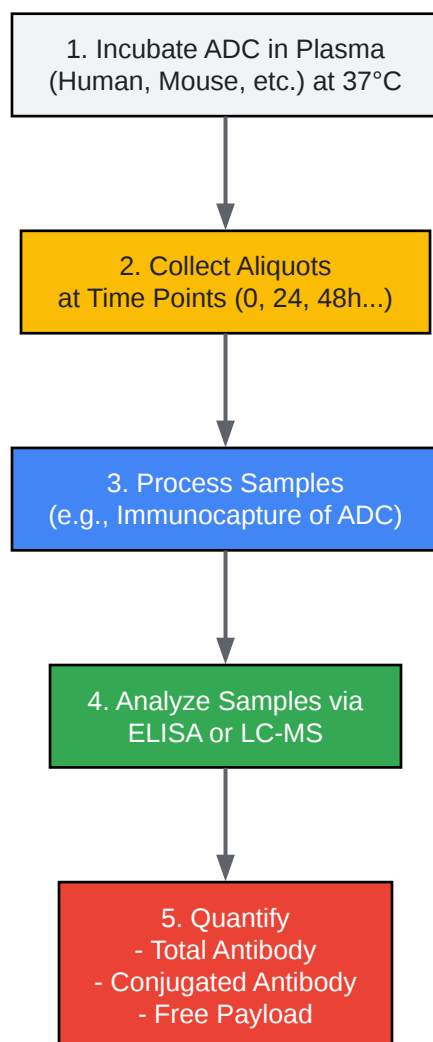 1. Incubate ADC in Plasma
(Human, Mouse, etc.) at 37°C
2. Collect Aliquots
at Time Points (0, 24, 48h...)
3. Process Samples
(e.g., Immunocapture of ADC)
4. Analyze Samples via
ELISA or LC-MS
5. Quantify
- Total Antibody
- Conjugated Antibody
- Free Payload